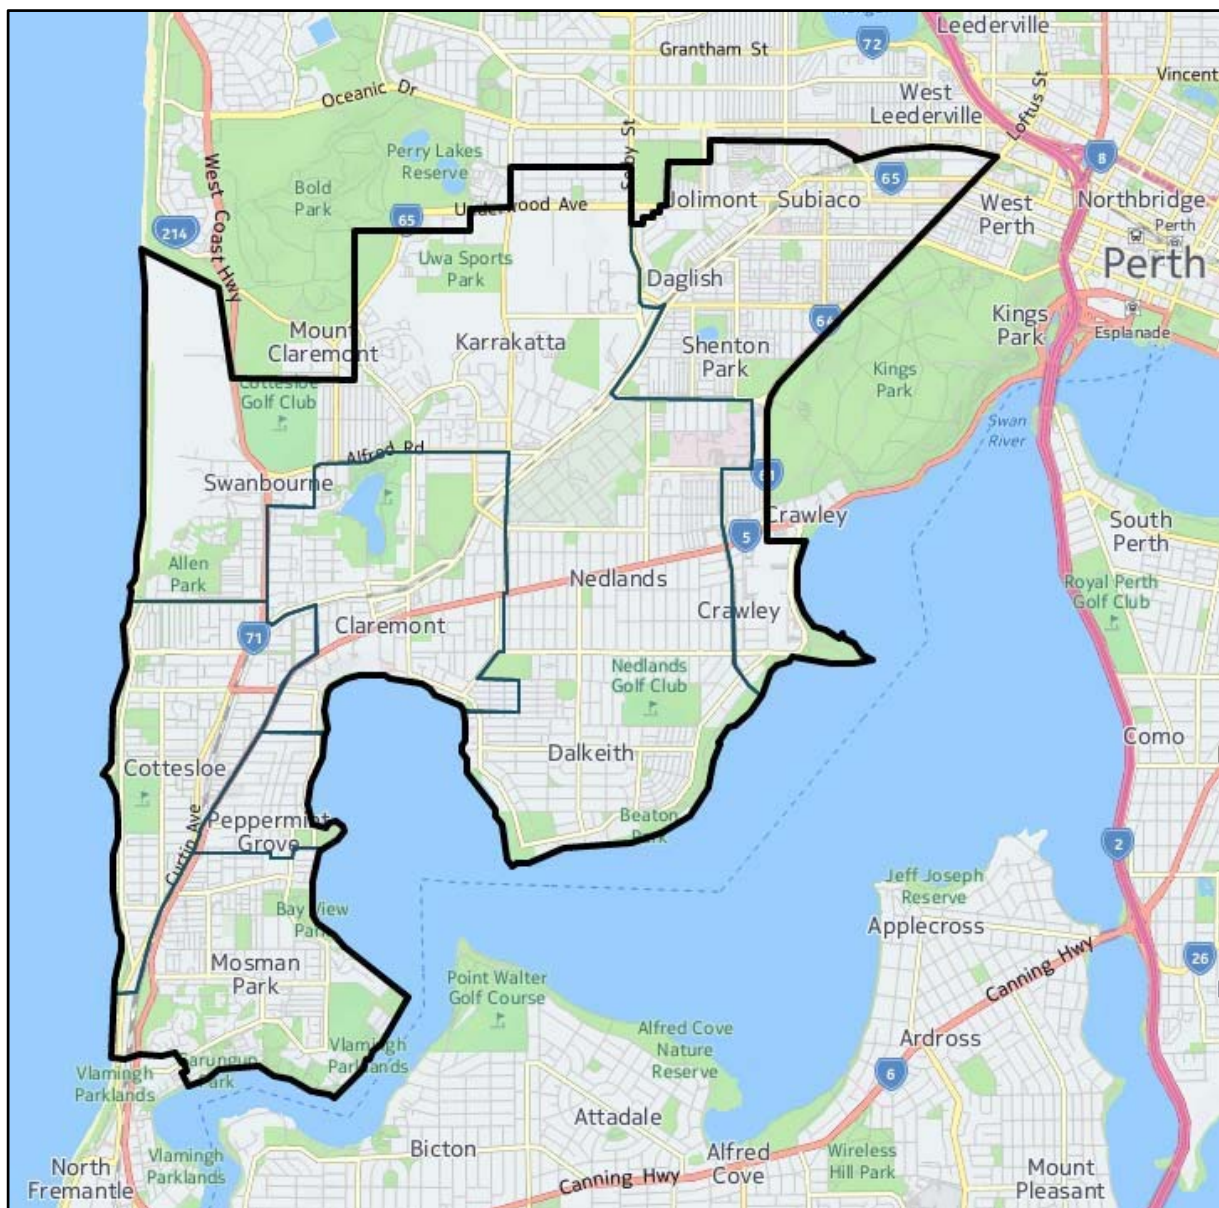 Leederville
72
Grantham St
Vincent
Oceanic Dr
West
Leederville
Loftus St
Perry Lakes
Reserve
8
West Coast Hwy
Bold
Park
65
Jolimont
Subiaco
65
West
Perth
Northbridge
Perth
214
Uwa Sports
Park
Daglish
Perth
Mount
Claremont
Karrakatta
Shenton
Park
64
Kings
Park
Esplanade
Cottesloe
Golf Club
Kings
Park
Swan
River
Alfred Rd
Swanbourne
61
Crawley
5
South
Perth
Allen
Park
Nedlands
Royal Perth
Golf Club
71
Claremont
Crawley
Nedlands
Golf Club
Como
Cottesloe
Dalkeith
Curtin Ave
Peppermint
Grove
Beaton
Park
2
Jeff Joseph
Reserve
Bay View
Park
Applecross
Mosman
Park
Canning Hwy
26
Point Walter
Golf Course
Alfred Cove
Nature
Reserve
Ardross
Vlamingh
Parklands
Park
Vlamingh
Parklands
6
Attadale
Bicton
Alfred
Cove
Wireless
Hill Park
Vlamingh
Parklands
North
Fremantle
Canning Hwy
Mount
Pleasant